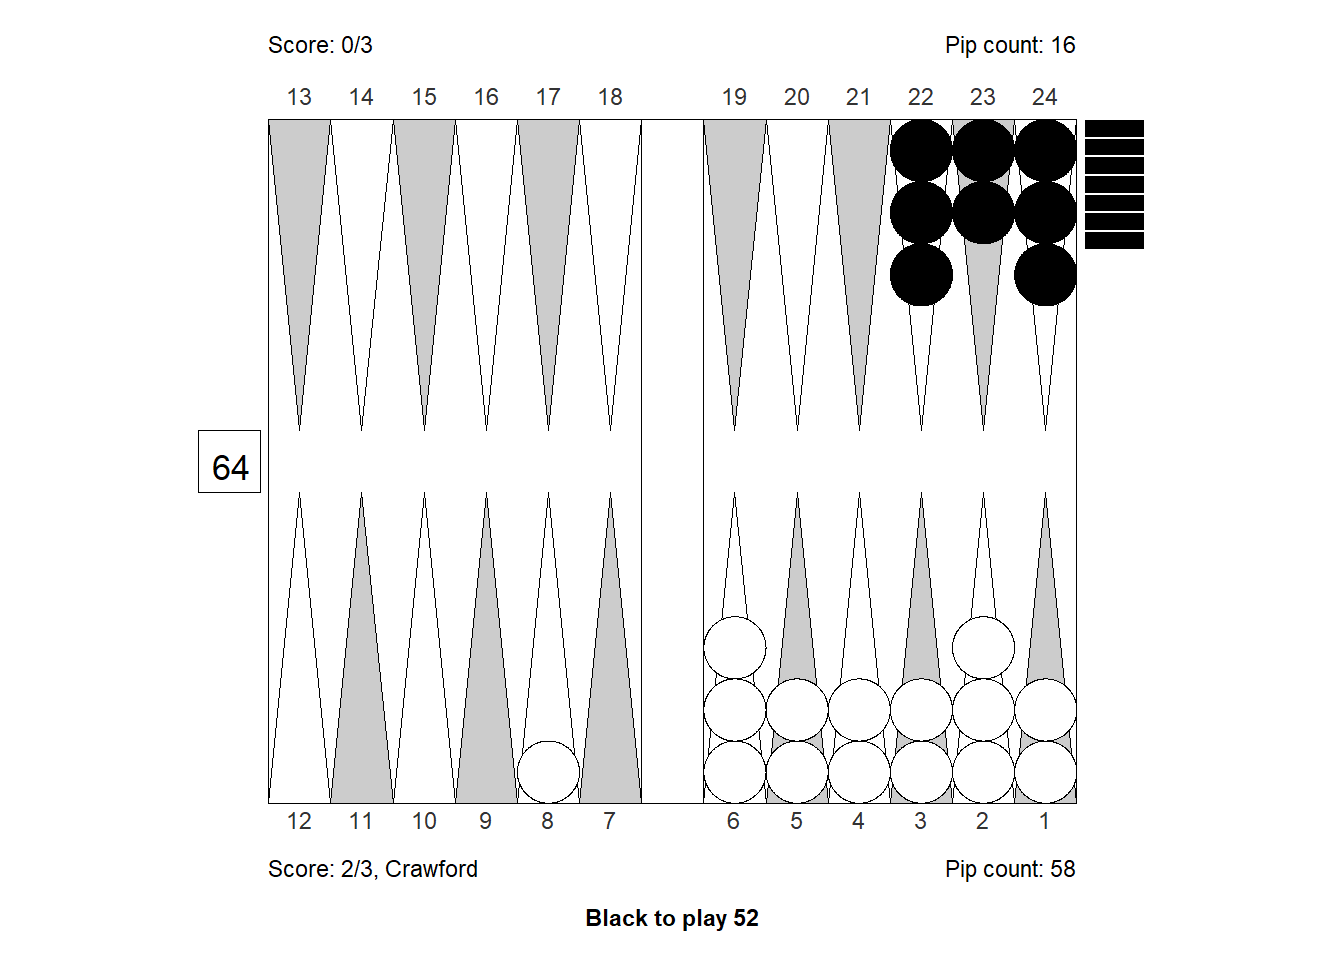 Score: 0/3 Pip count: 16
13 14 15 16 17 18 19 20 21 22 23 24
64
12 11 10 9 8 7 6 5 4 3 2 1
Score: 2/3, Crawford Pip count: 58
Black to play 52